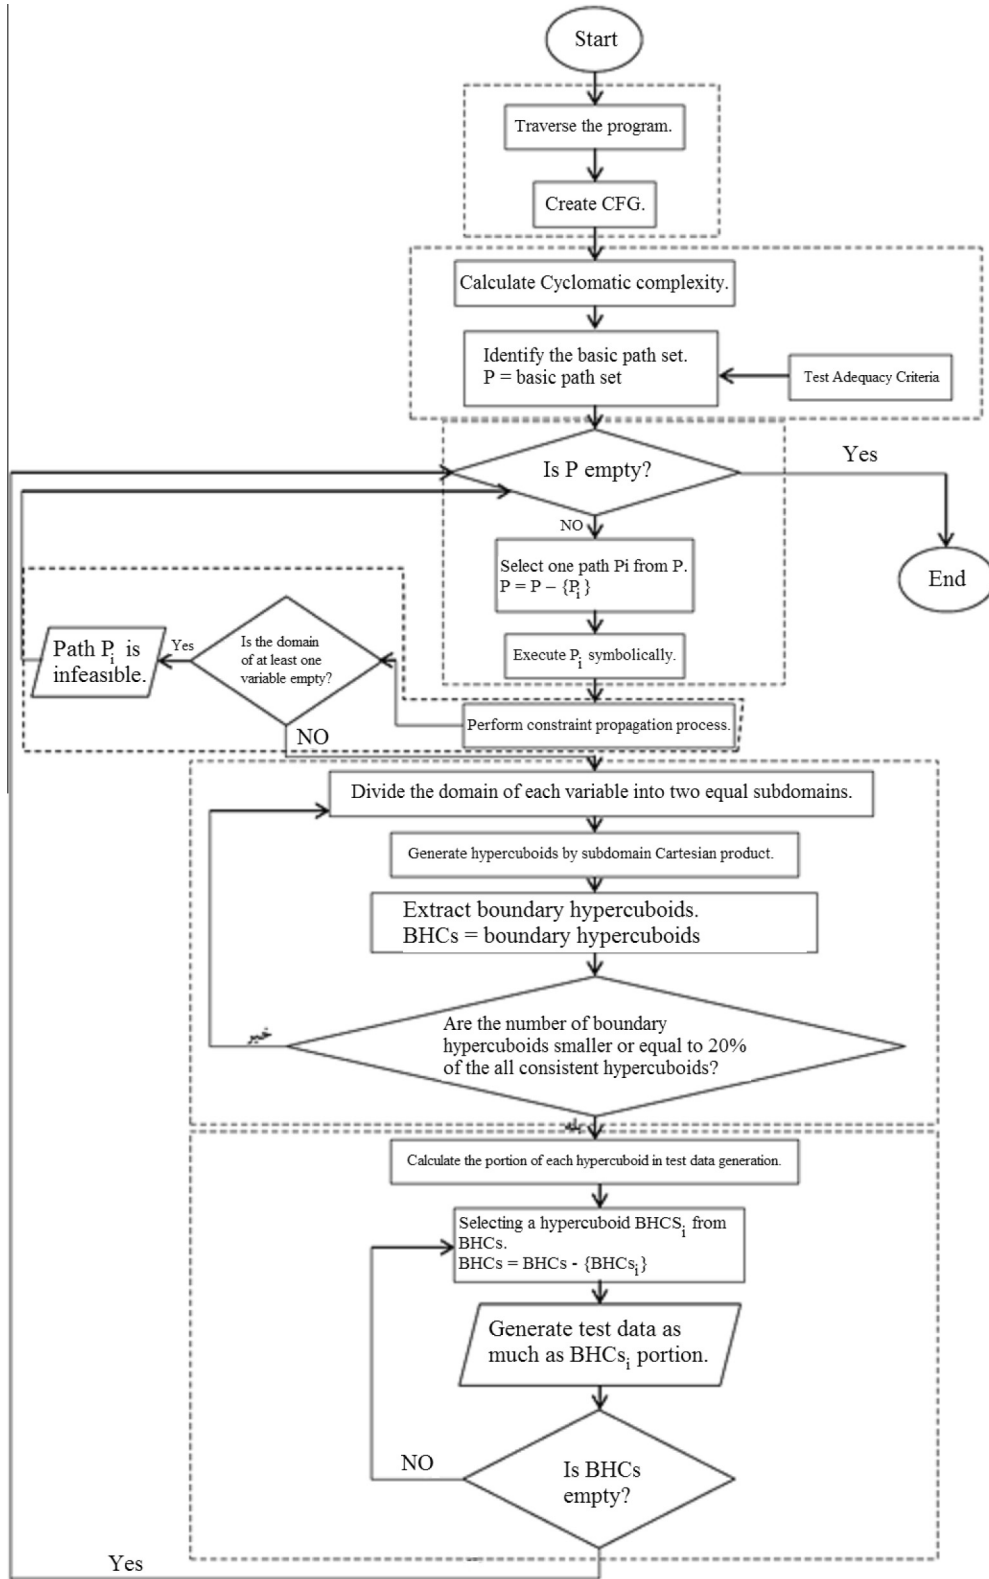 Start
Traverse the program.
Create CFG.
Calculate Cyclomatic complexity.
Identify the basic path set.
P = basic path set
Test Adequacy Criteria
Is P empty?
Yes
NO
End
Select one path Pi from P.
P = P – {Pi}
Execute Pi symbolically.
Perform constraint propagation process.
Is the domain
of at least one
variable empty?
Yes
Path Pi is
infeasible.
NO
Divide the domain of each variable into two equal subdomains.
Generate hypercuboids by subdomain Cartesian product.
Extract boundary hypercuboids.
BHCs = boundary hypercuboids
Are the number of boundary
hypercuboids smaller or equal to 20%
of the all consistent hypercuboids?
خیر
بله
Calculate the portion of each hypercuboid in test data generation.
Selecting a hypercuboid BHCSi from
BHCs.
BHCs = BHCs - {BHCsi}
Generate test data as
much as BHCsi portion.
Is BHCs
empty?
NO
Yes